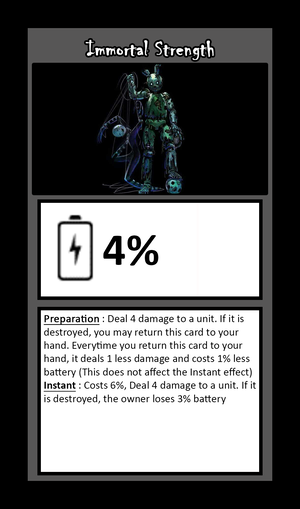 Immortal Strength
4%
Preparation : Deal 4 damage to a unit. If it is
destroyed, you may return this card to your
hand. Everytime you return this card to your
hand, it deals 1 less damage and costs 1% less
battery (This does not affect the Instant effect)
Instant : Costs 6%, Deal 4 damage to a unit. If it
is destroyed, the owner loses 3% battery